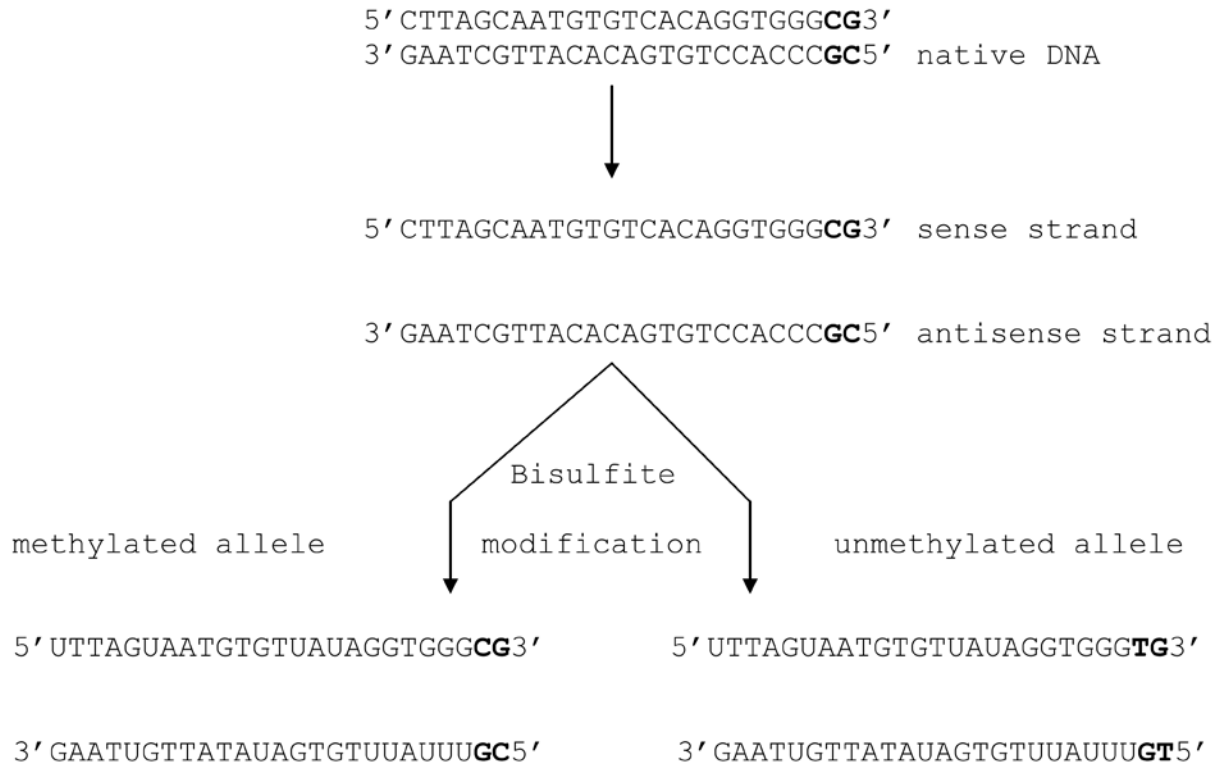 5′CTTAGCAATGTGTCACAGGTGGGCG3′
3′GAATCGTTACACAGTGTCCACCCGC5′ native DNA
5′CTTAGCAATGTGTCACAGGTGGGCG3′ sense strand
3′GAATCGTTACACAGTGTCCACCCGC5′ antisense strand
Bisulfite
methylated allele modification unmethylated allele
5′UTTAGUAATGTGTUAUAGGTGGGCG3′ 5′UTTAGUAATGTGTUAUAGGTGGGTG3′
3′GAATUGTTATAUAGTGTUUAUUUGC5′ 3′GAATUGTTATAUAGTGTUUAUUUGT5′